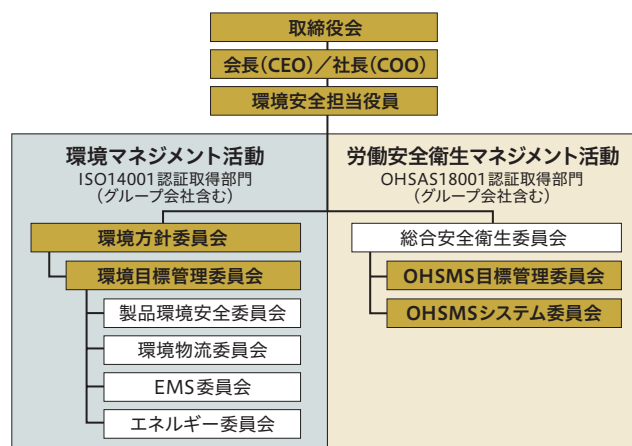 取締役会
会長（CEO）／社長（COO）
環境安全担当役員
環境マネジメント活動
ISO14001認証取得部門
（グループ会社含む）
環境方針委員会
環境目標管理委員会
製品環境安全委員会
環境物流委員会
EMS委員会
エネルギー委員会
労働安全衛生マネジメント活動
OHSAS18001認証取得部門
（グループ会社含む）
総合安全衛生委員会
OHSMS目標管理委員会
OHSMSシステム委員会